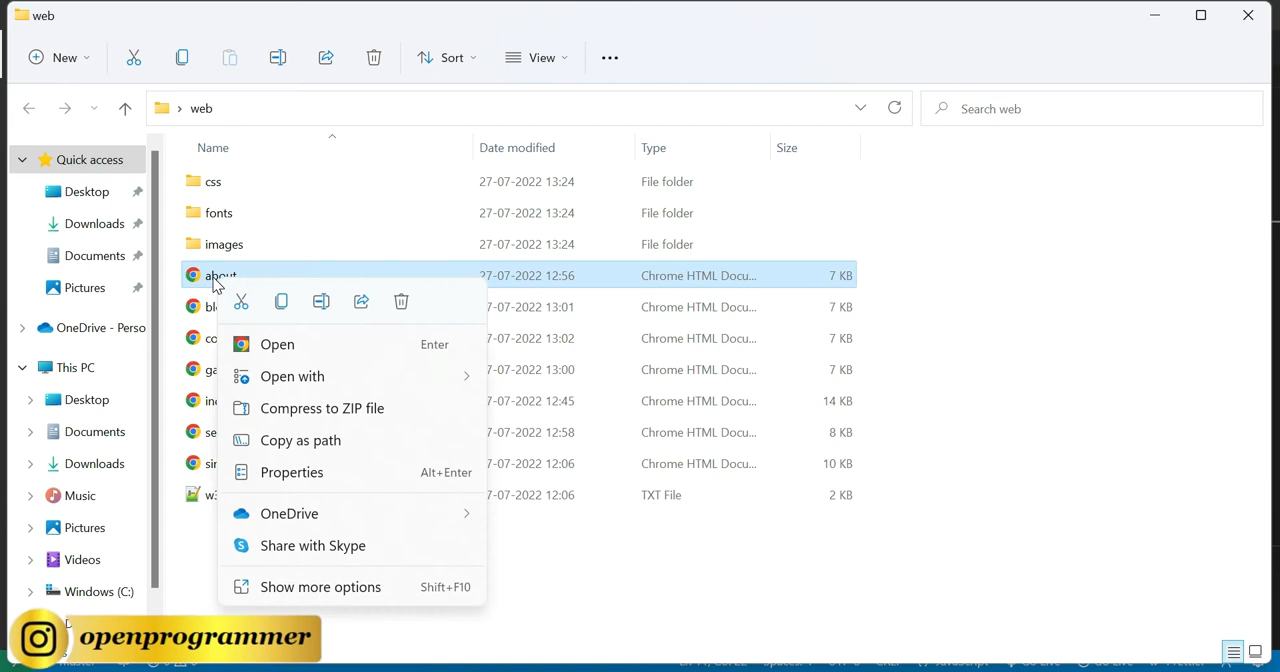 web
New
Sort
View
web
Search web
Name Date modified Type Size
Quick access
Desktop
Downloads
Documents
Pictures
OneDrive - Perso
This PC
Desktop
Documents
Downloads
Music
Pictures
Videos
Windows (C:)
css 27-07-2022 13:24 File folder
fonts 27-07-2022 13:24 File folder
images 27-07-2022 13:24 File folder
about 27-07-2022 12:56 Chrome HTML Docu... 7 KB
7-07-2022 13:01 Chrome HTML Docu... 7 KB
7-07-2022 13:02 Chrome HTML Docu... 7 KB
7-07-2022 13:00 Chrome HTML Docu... 7 KB
7-07-2022 12:45 Chrome HTML Docu... 14 KB
7-07-2022 12:58 Chrome HTML Docu... 8 KB
7-07-2022 12:06 Chrome HTML Docu... 10 KB
7-07-2022 12:06 TXT File 2 KB
Open Enter
Open with
Compress to ZIP file
Copy as path
Properties Alt+Enter
OneDrive
Share with Skype
Show more options Shift+F10
openprogrammer